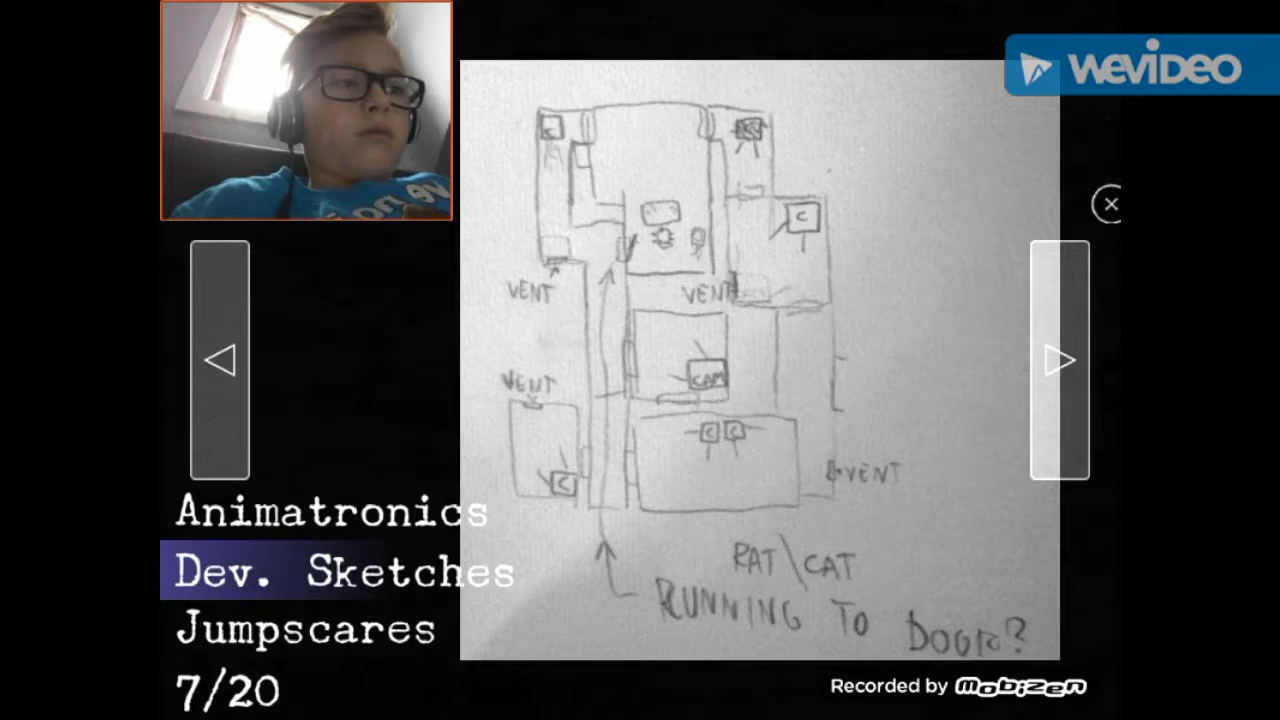 WEVIDEO
C
C
VENT
VENT
CAM
VENT
C C
C
VENT
RAT\CAT
RUNNING TO DOOR?
Animatronics
Dev. Sketches
Jumpscares
7/20
Recorded by mobizen